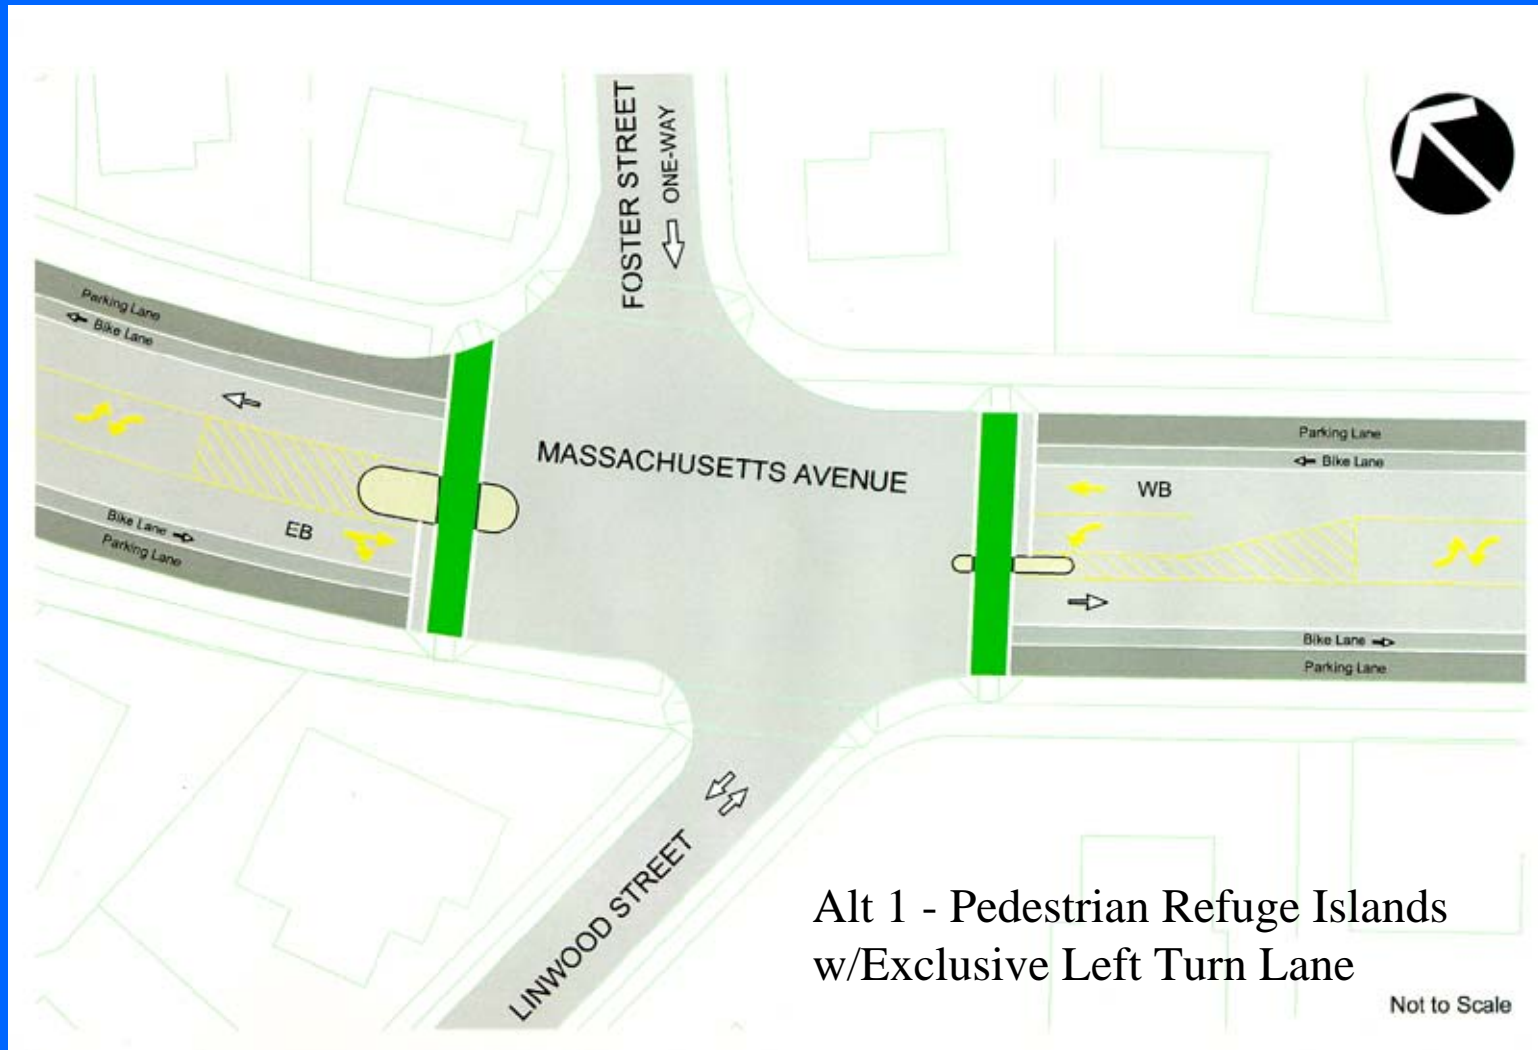 FOSTER STREET
ONE-WAY
Parking Lane
Bike Lane
MASSACHUSETTS AVENUE
Parking Lane
Bike Lane
WB
EB
Bike Lane
Parking Lane
Bike Lane
Parking Lane
LINWOOD STREET
Alt 1 - Pedestrian Refuge Islands
w/Exclusive Left Turn Lane
Not to Scale